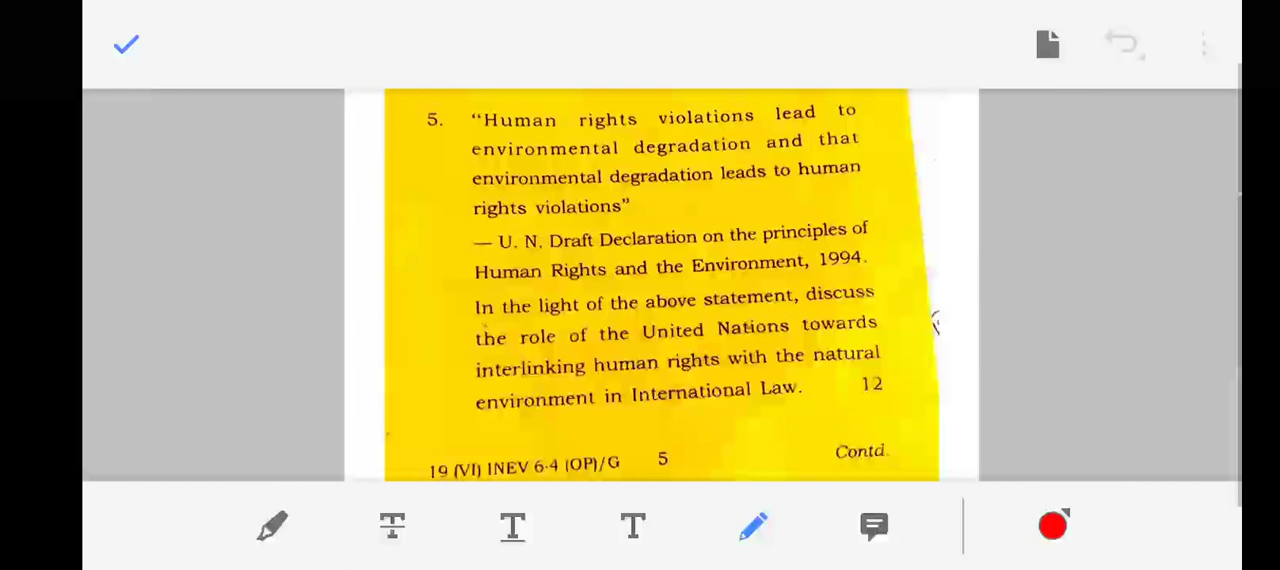 5. "Human rights violations lead to
environmental degradation and that
environmental degradation leads to human
rights violations"
— U. N. Draft Declaration on the principles of
Human Rights and the Environment, 1994.
In the light of the above statement, discuss
the role of the United Nations towards
interlinking human rights with the natural
environment in International Law. 12
19 (VI) INEV 6·4 (OP)/G 5 Contd.
T T T